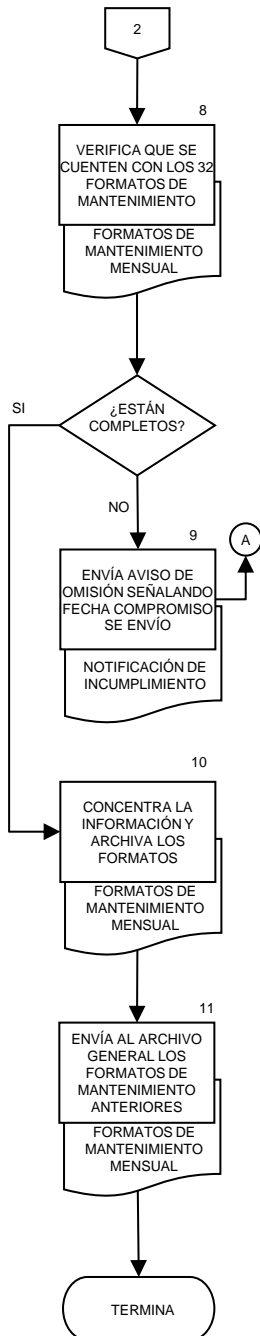 2
8
VERIFICA QUE SE
CUENTEN CON LOS 32
FORMATOS DE
MANTENIMIENTO
FORMATOS DE
MANTENIMIENTO
MENSUAL
SI
¿ESTÁN
COMPLETOS?
NO
9
A
ENVÍA AVISO DE
OMISIÓN SEÑALANDO
FECHA COMPROMISO
SE ENVÍO
NOTIFICACIÓN DE
INCUMPLIMIENTO
10
CONCENTRA LA
INFORMACIÓN Y
ARCHIVA LOS
FORMATOS
FORMATOS DE
MANTENIMIENTO
MENSUAL
11
ENVÍA AL ARCHIVO
GENERAL LOS
FORMATOS DE
MANTENIMIENTO
ANTERIORES
FORMATOS DE
MANTENIMIENTO
MENSUAL
TERMINA